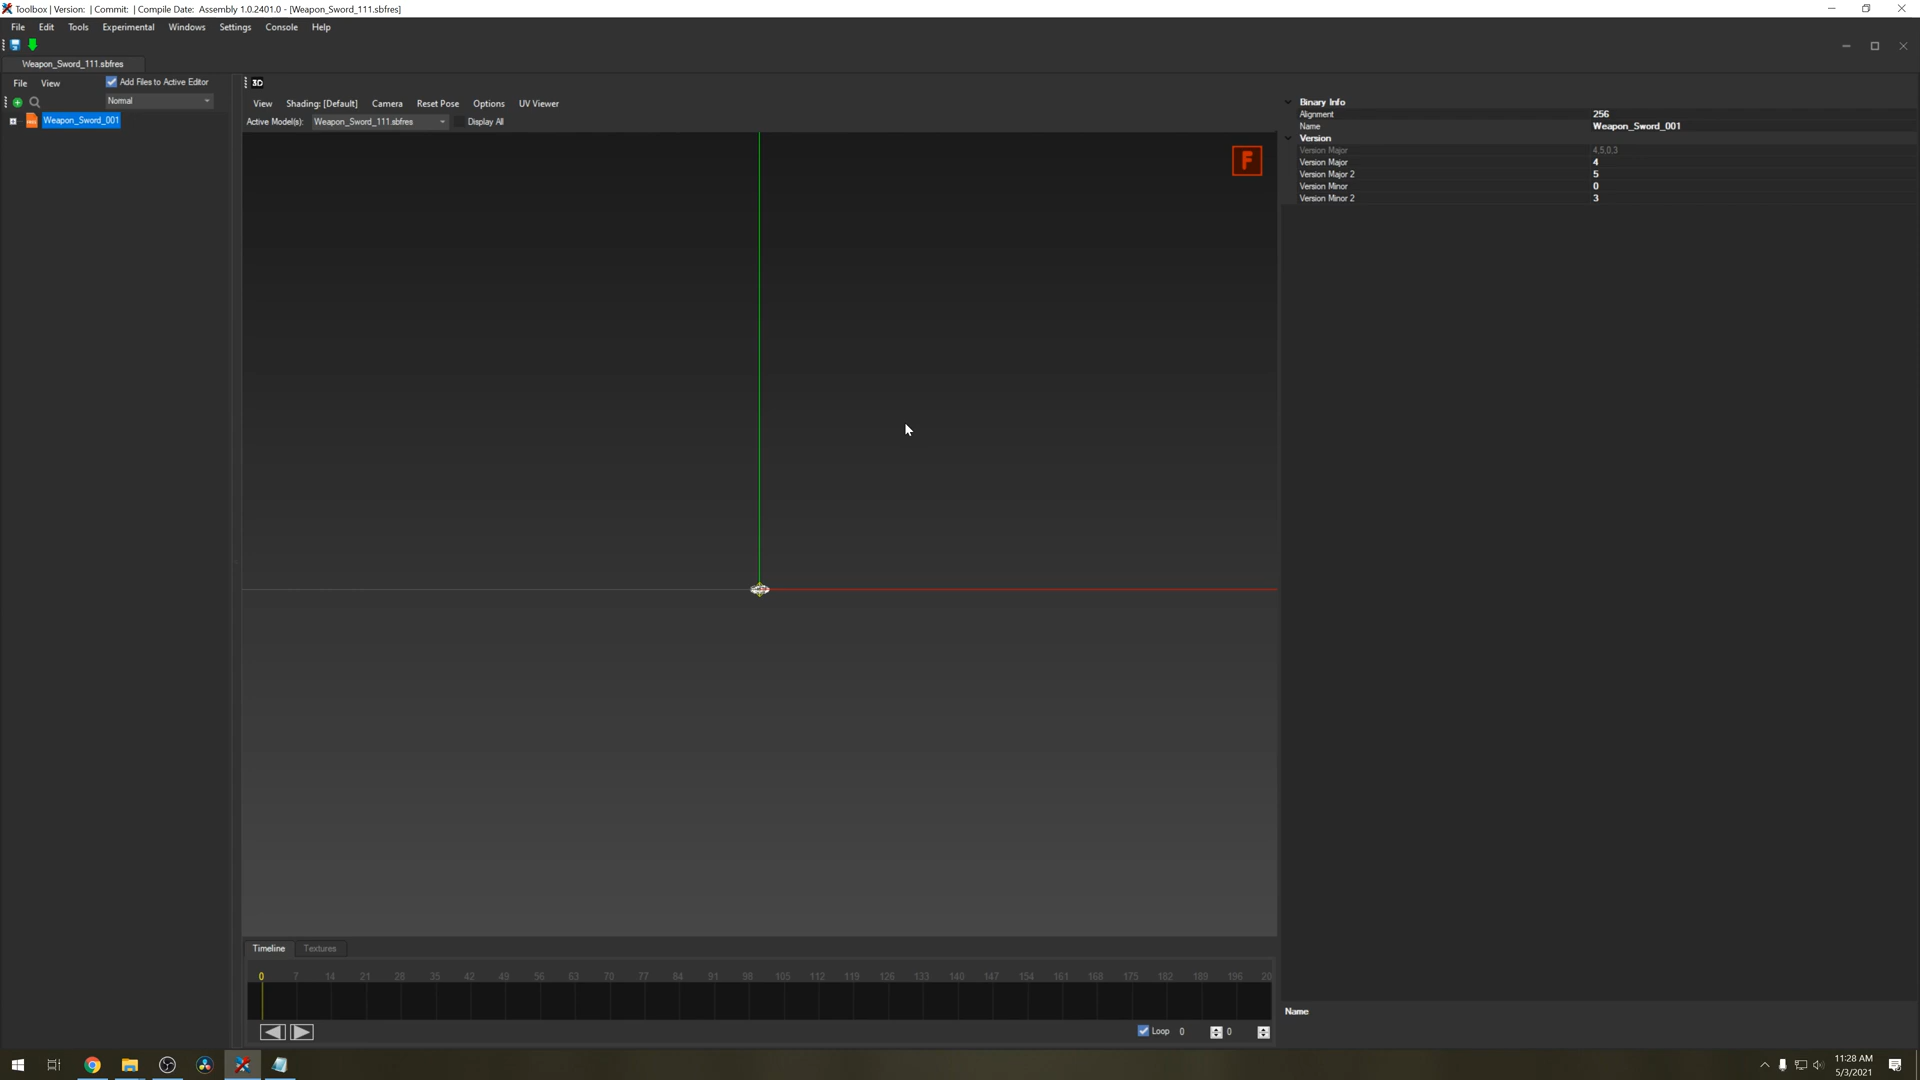 Toolbox | Version: | Commit: | Compile Date: Assembly 1.0.2401.0 - [Weapon_Sword_111.sbfres]
File Edit Tools Experimental Windows Settings Console Help
Weapon_Sword_111.sbfres
File View Add Files to Active Editor
Normal
Weapon_Sword_001
3D
View Shading: [Default] Camera Reset Pose Options UV Viewer
Active Model(s): Weapon_Sword_111.sbfres Display All
F
Binary Info
Alignment 256
Name Weapon_Sword_001
Version
Version Major 4,5,0,3
Version Major 4
Version Major 2 5
Version Minor 0
Version Minor 2 3
Timeline Textures
0 7 14 21 28 35 42 49 56 63 70 77 84 91 98 105 112 119 126 133 140 147 154 161 168 175 182 189 196 20
Loop 0 0
Name
11:28 AM
5/3/2021